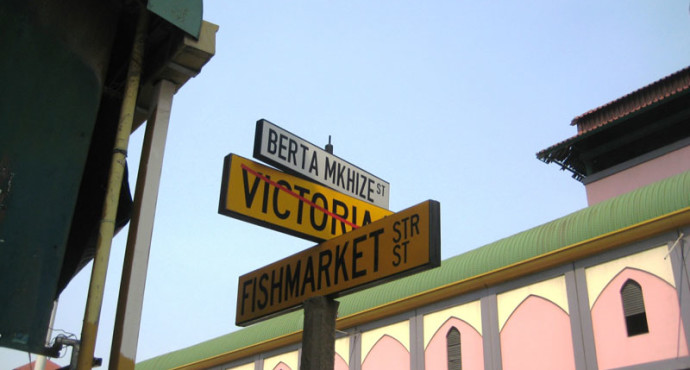 BERTA MKHIZE ST
VICTORIA
FISHMARKET STR
ST